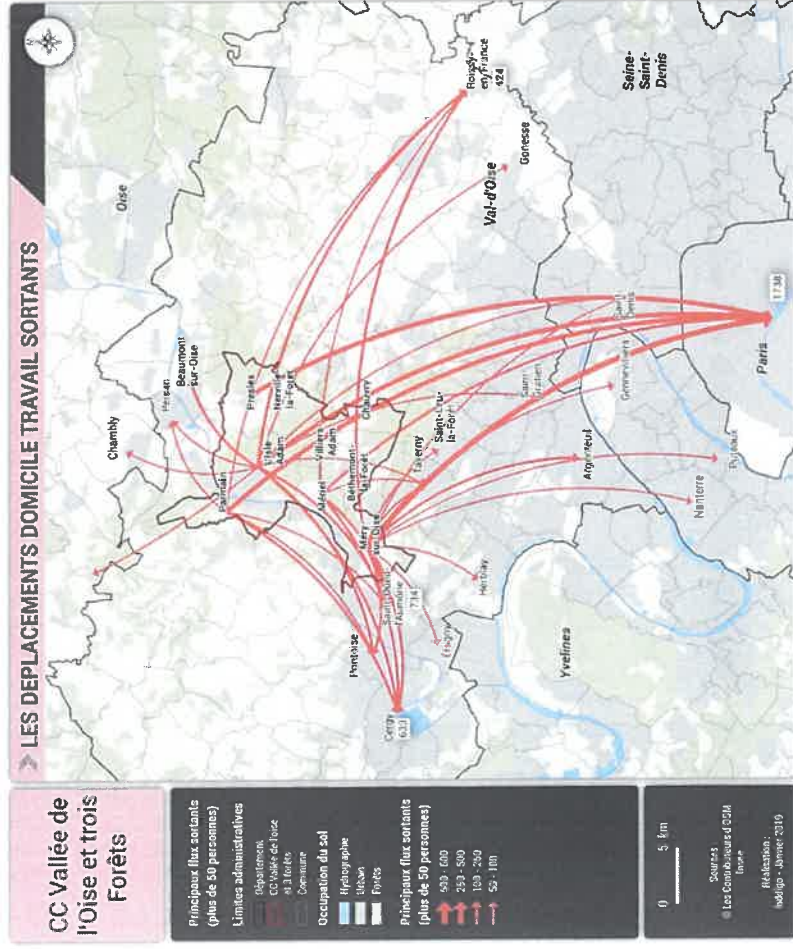 LES DEPLACEMENTS DOMICILE TRAVAIL SORTANTS
CC Vallée de
l'Oise et trois
Forêts
Principaux flux sortants
(plus de 50 personnes)
Limites administratives
Département
CC Vallée de l'oise
et 3 forêts
Commune
Occupation du sol
Hydrographie
Urbain
Forêts
Principaux flux sortants
(plus de 50 personnes)
500 - 600
250 - 500
100 - 250
50 - 100
0 5 km
Sources
Les Contributeurs d'OSM
Insee
Réalisation :
Inddigo - Janvier 2019
N
Oise
Chambly
Persan
Beaumont
sur-Oise
Parmain
Presles
L'Isle
Adam
Nerville
la-Forêt
Villiers
Adam
Mériel
Chauvry
Béthemont-
la-Forêt
Méry
sur-Oise
Taverny
Saint-Leu-
la-Forêt
Saint-Ouen
l'Aumône
734
Pontoise
Cergy
633
Eragny
Herblay
Roissy-
en-France
424
Gonesse
Val-d'Oise
Seine-
Saint-
Denis
Saint-
Denis
Saint
Gratien
Gennevilliers
Argenteuil
Nanterre
Puteaux
Yvelines
Paris
1738